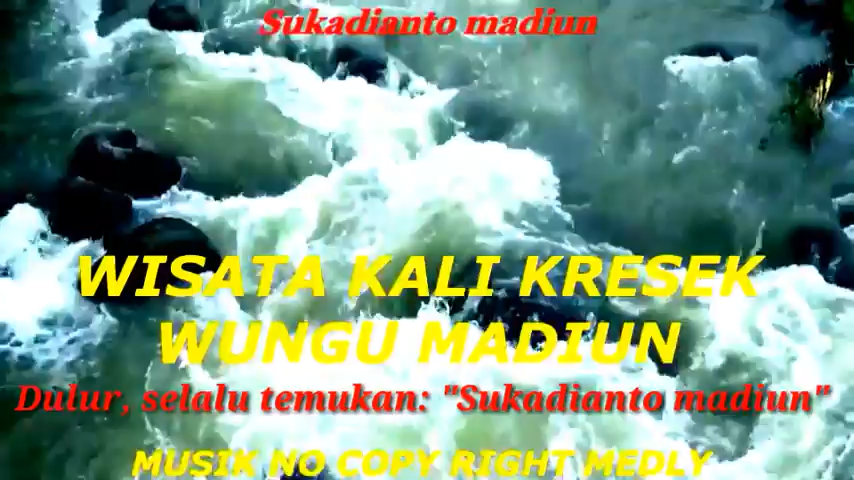 Sukadianto madiun
WISATA KALI KRESEK
WUNGU MADIUN
Dulur, selalu temukan: "Sukadianto madiun"
MUSIK NO COPY RIGHT MEDLY